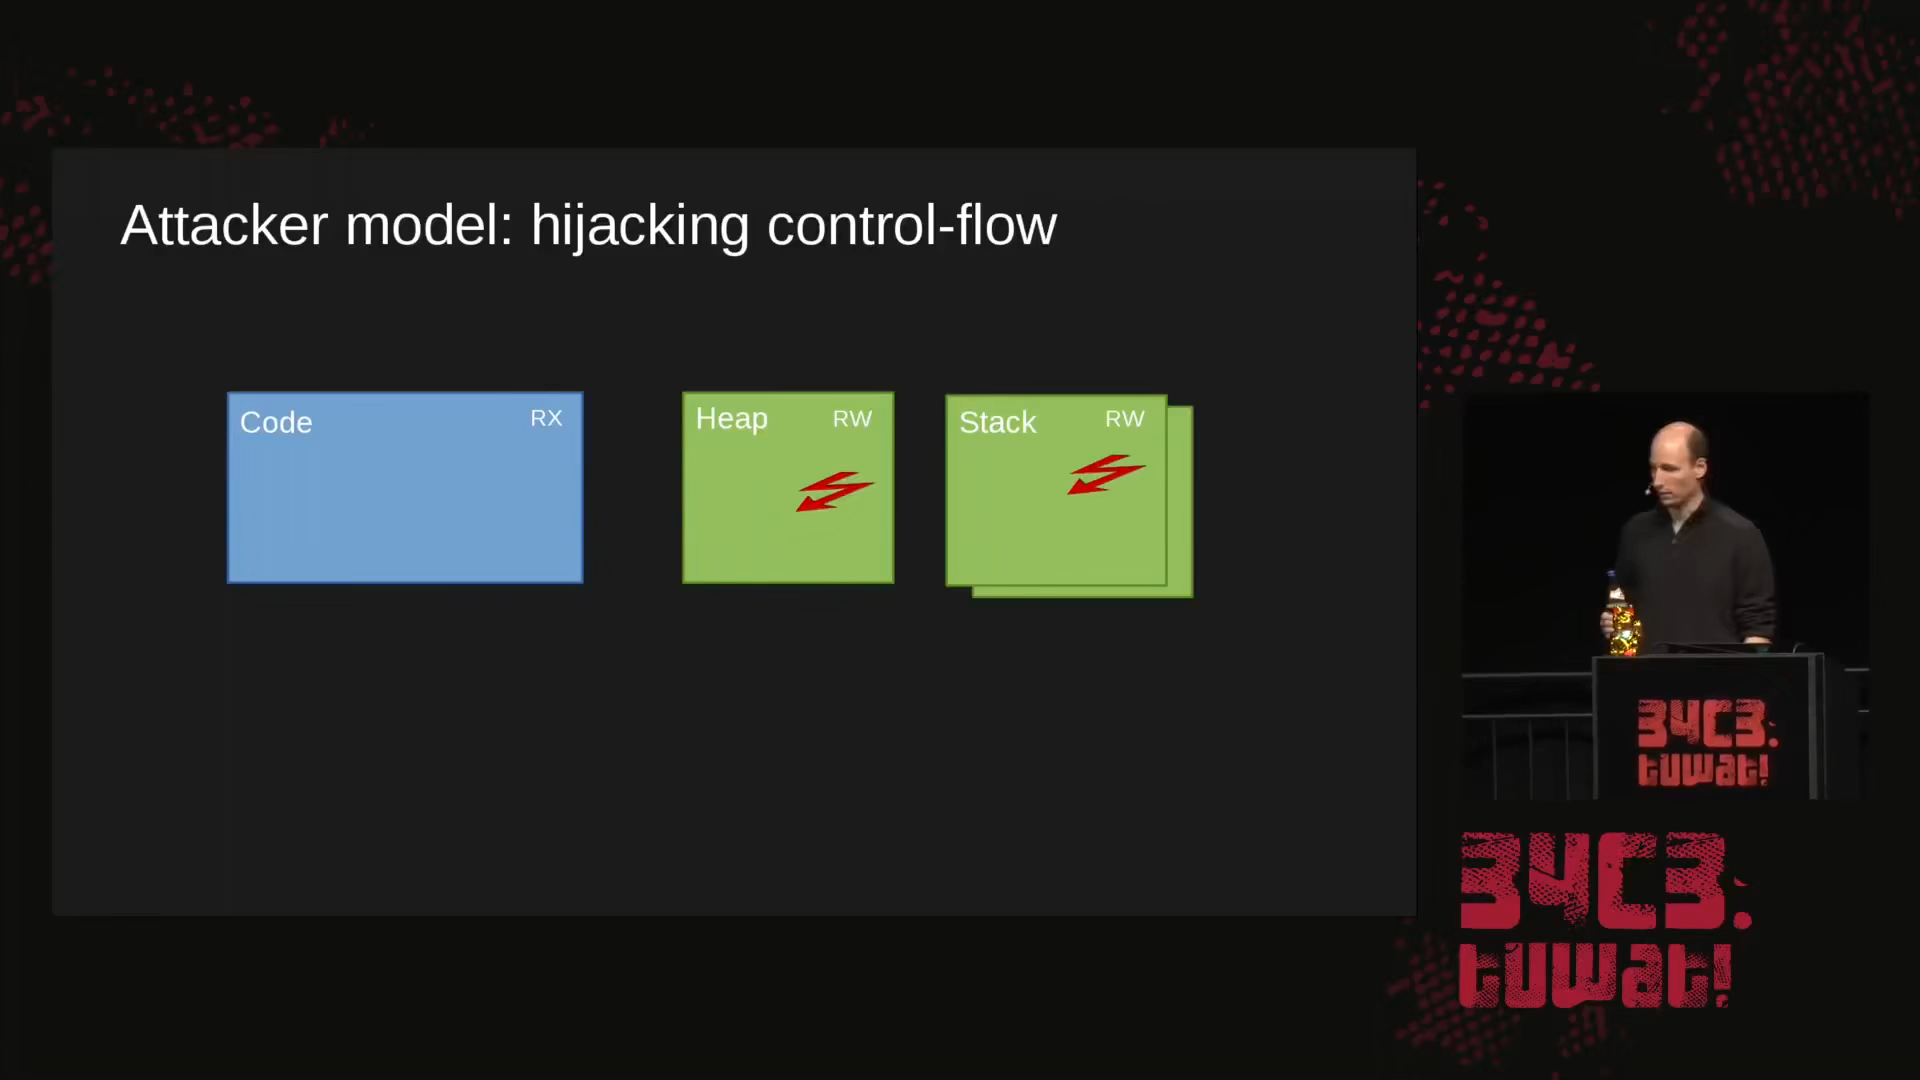 Attacker model: hijacking control-flow
Code RX
Heap RW
Stack RW
34C3.
tuwat!
34C3.
tuwat!